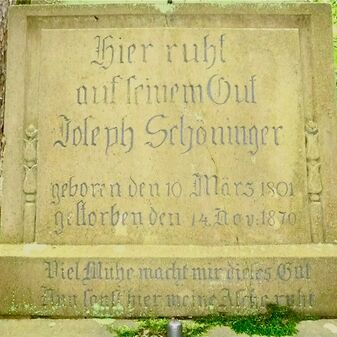 Hier ruht
auf seinem Gut
Joseph Schöninger
geboren den 10 März 1801
gestorben den 14. Nov. 1870
Viel Mühe macht mir dieses Gut
sanft hier meine Asche ruht